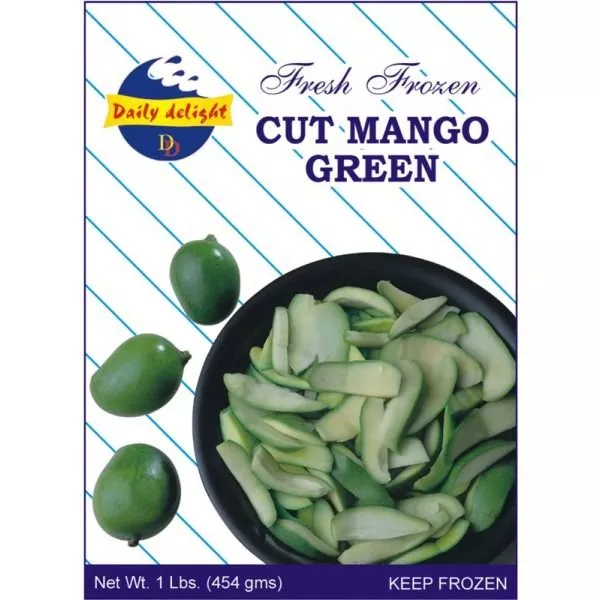 Daily delight
DD
Fresh Frozen
CUT MANGO
GREEN
Net Wt. 1 Lbs. (454 gms)
KEEP FROZEN